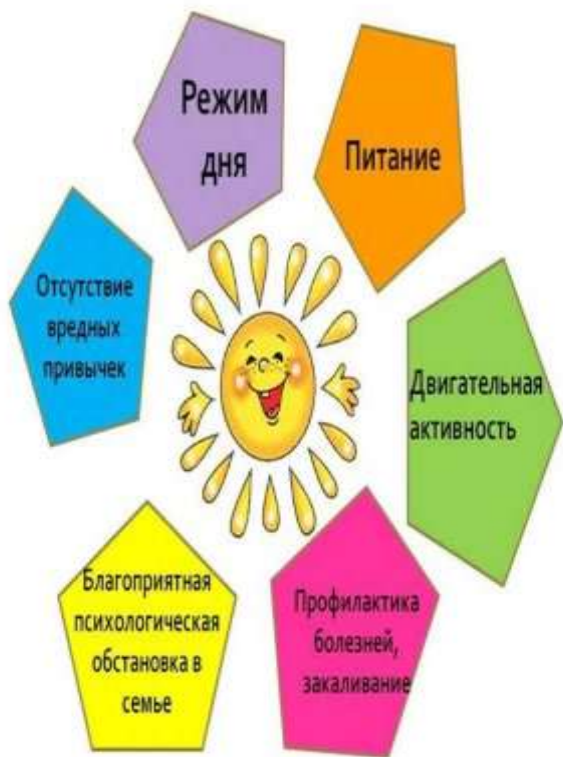 Режим
дня
Питание
Двигательная
активность
Профилактика
болезней,
закаливание
Благоприятная
психологическая
обстановка в
семье
Отсутствие
вредных
привычек